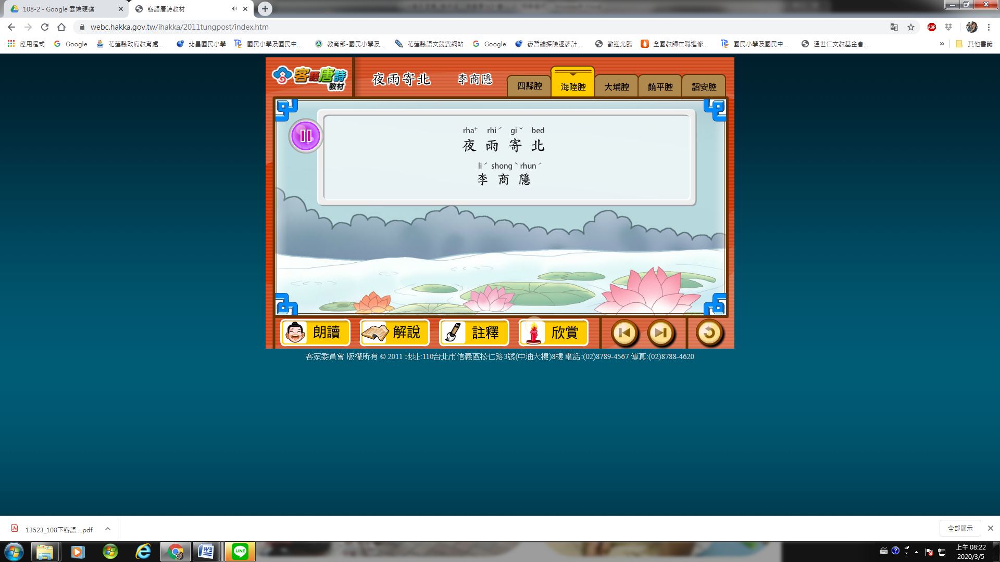 108-2 - Google 雲端硬碟
客語唐詩教材
webc.hakka.gov.tw/ihakka/2011tungpost/index.htm
ABP
應用程式
Google
花蓮縣政府教育處...
北昌國民小學
國民小學及國民中...
教育部-國民小學及...
花蓮縣語文競賽網站
Google
麥哲綸探險逐夢計...
歡迎光臨
全國教師在職進修...
國民小學及國民中...
溫世仁文教基金會...
»
其他書籤
客語唐詩
教材
夜雨寄北 李商隱
四縣腔 海陸腔 大埔腔 饒平腔 詔安腔
rha⁺ rhiˊ giˇ bed
夜 雨 寄 北
liˊ shongˋ rhunˊ
李 商 隱
朗讀 解說 註釋 欣賞
客家委員會 版權所有 © 2011 地址:110台北市信義區松仁路3號(中油大樓)8樓 電話:(02)8789-4567 傳真:(02)8788-4620
13523_108下客語....pdf
全部顯示
LINE
上午 08:22
2020/3/5